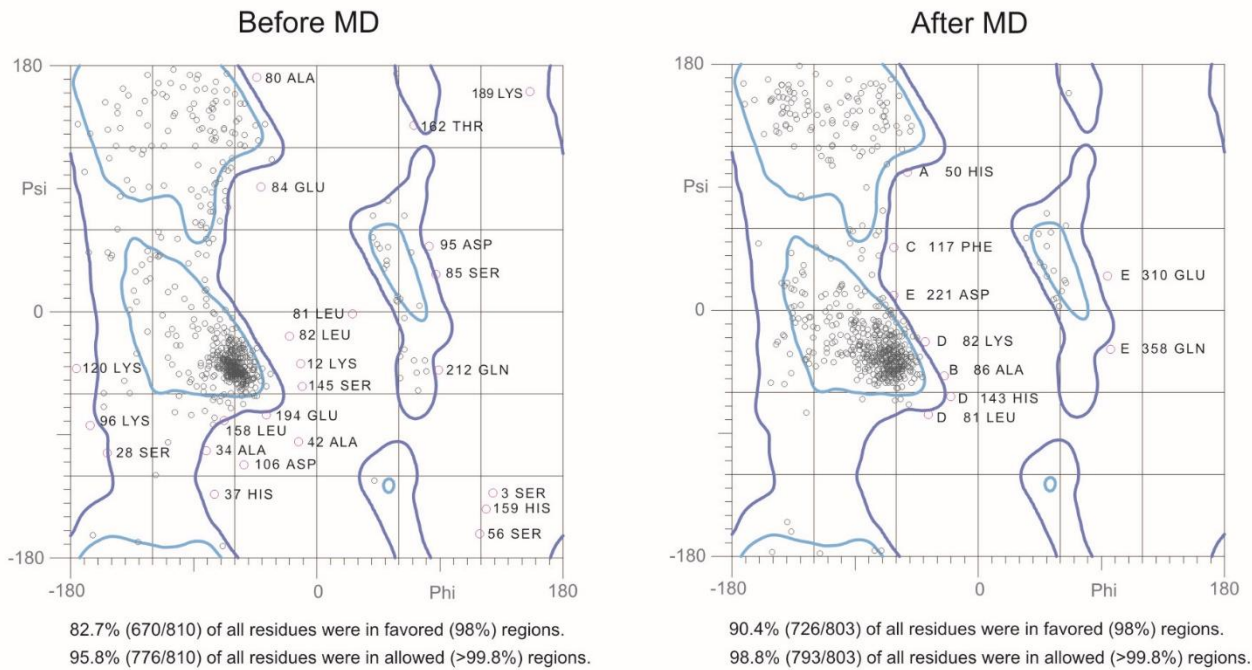 Before MD
180
80 ALA
189 LYS
162 THR
Psi
84 GLU
95 ASP
85 SER
0
81 LEU
82 LEU
120 LYS
12 LYS
212 GLN
145 SER
96 LYS
194 GLU
158 LEU
28 SER
34 ALA
42 ALA
106 ASP
37 HIS
3 SER
159 HIS
56 SER
-180
-180
0
Phi
180
82.7% (670/810) of all residues were in favored (98%) regions.
95.8% (776/810) of all residues were in allowed (>99.8%) regions.
After MD
180
A 50 HIS
Psi
C 117 PHE
E 310 GLU
E 221 ASP
0
D 82 LYS
E 358 GLN
B 86 ALA
D 143 HIS
D 81 LEU
-180
-180
0
Phi
180
90.4% (726/803) of all residues were in favored (98%) regions.
98.8% (793/803) of all residues were in allowed (>99.8%) regions.